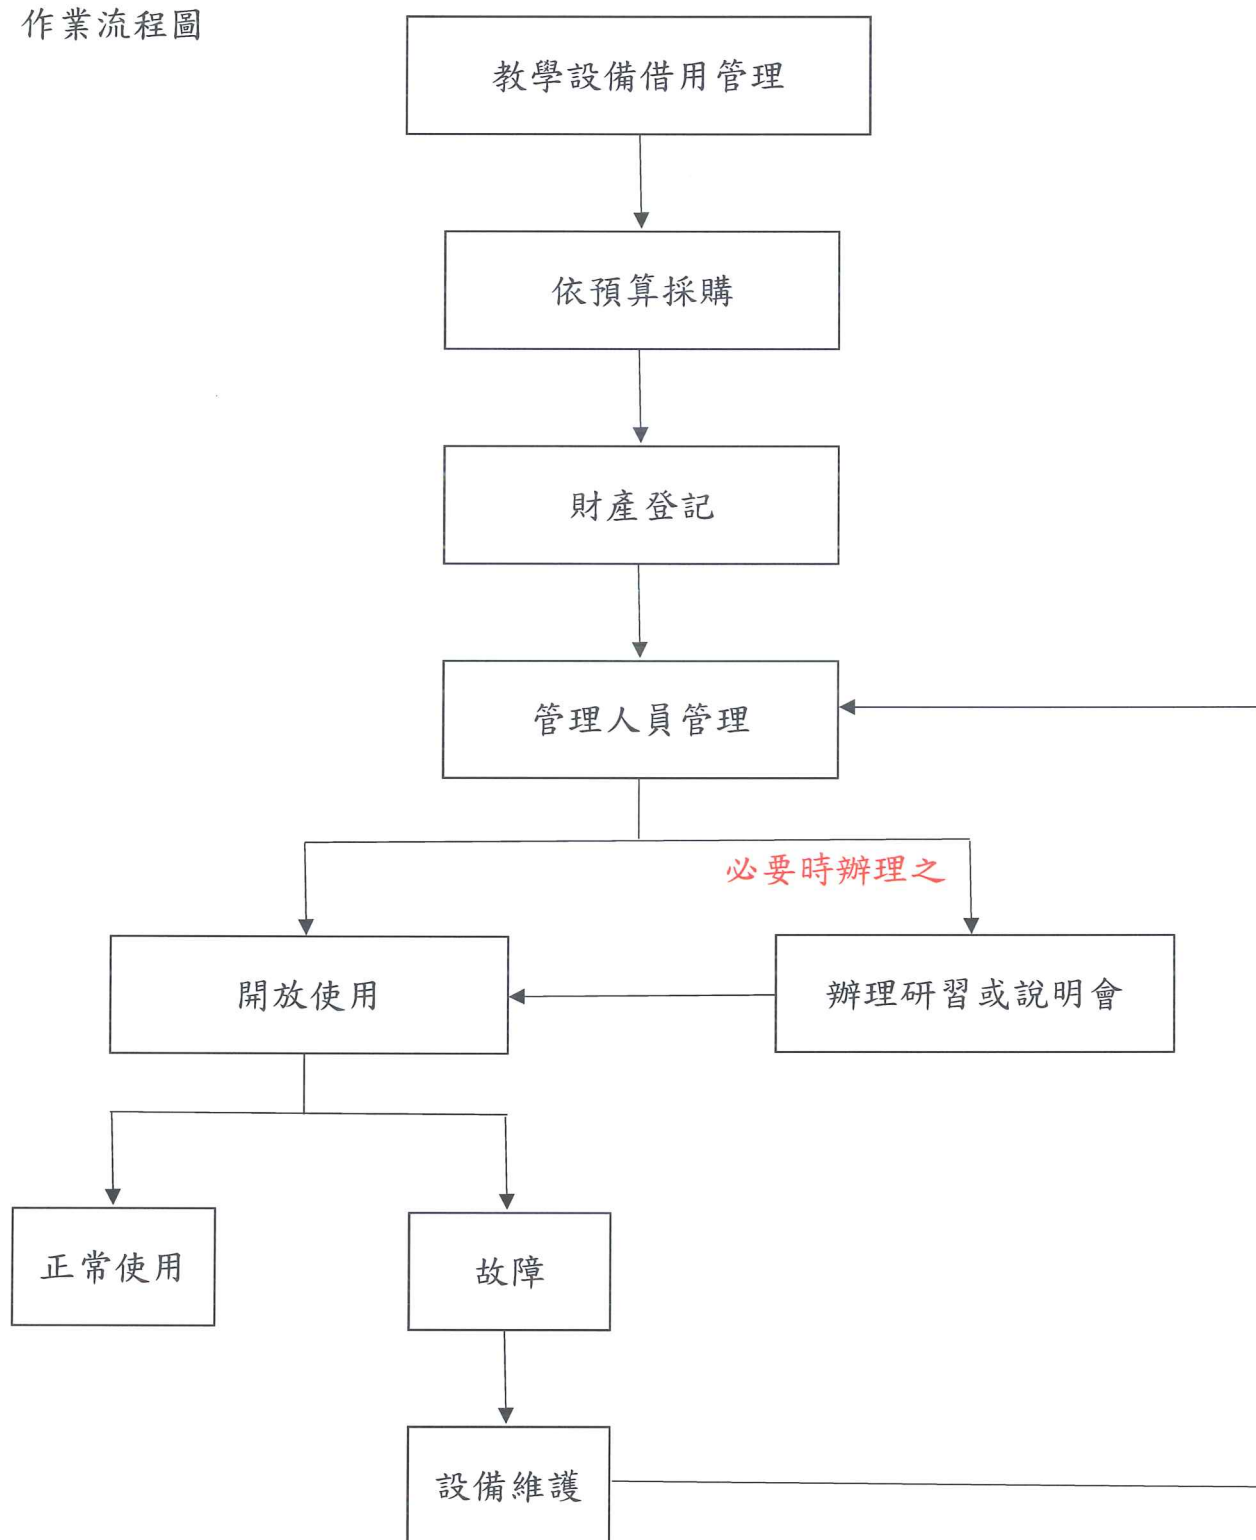 作業流程圖
教學設備借用管理
依預算採購
財產登記
管理人員管理
必要時辦理之
開放使用
辦理研習或說明會
正常使用
故障
設備維護